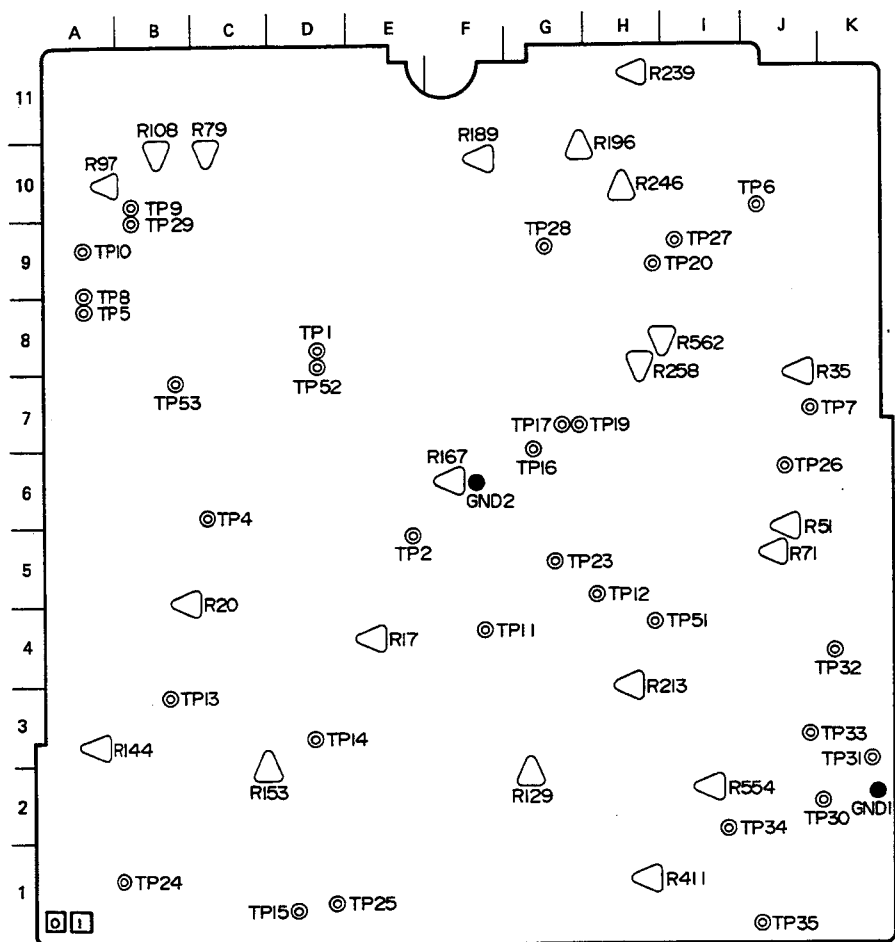 A B C D E F G H I J K
11
R239
R108 R79 R189 R196
R97
10
R246
TP6
TP9
TP29
TP28
TP27
TP10
9
TP20
TP8
TP5
TP1
8
R562
R258
R35
TP52
TP53
TP7
7
TP17
TP19
R167
TP16
TP26
6
GND2
TP4
R51
TP2
R71
5
TP23
TP12
R20
TP51
TP11
R17
4
TP32
R213
TP13
3
TP33
TP14
R144
TP31
R153
R129
R554
2
TP30
GND1
TP34
R411
TP24
1
TP25
TP15
0 1
TP35